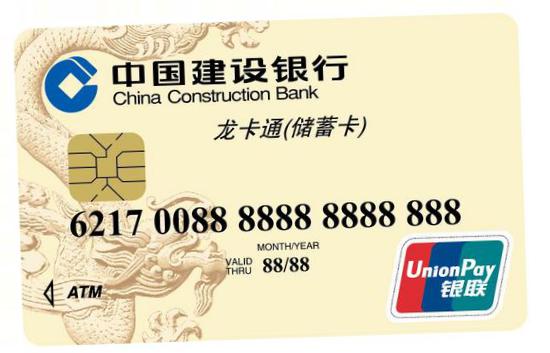 中国建设银行
China Construction Bank
龙卡通(储蓄卡)
6217 0088 8888 8888 888
MONTH/YEAR
VALID THRU 88/88
ATM
UnionPay
银联